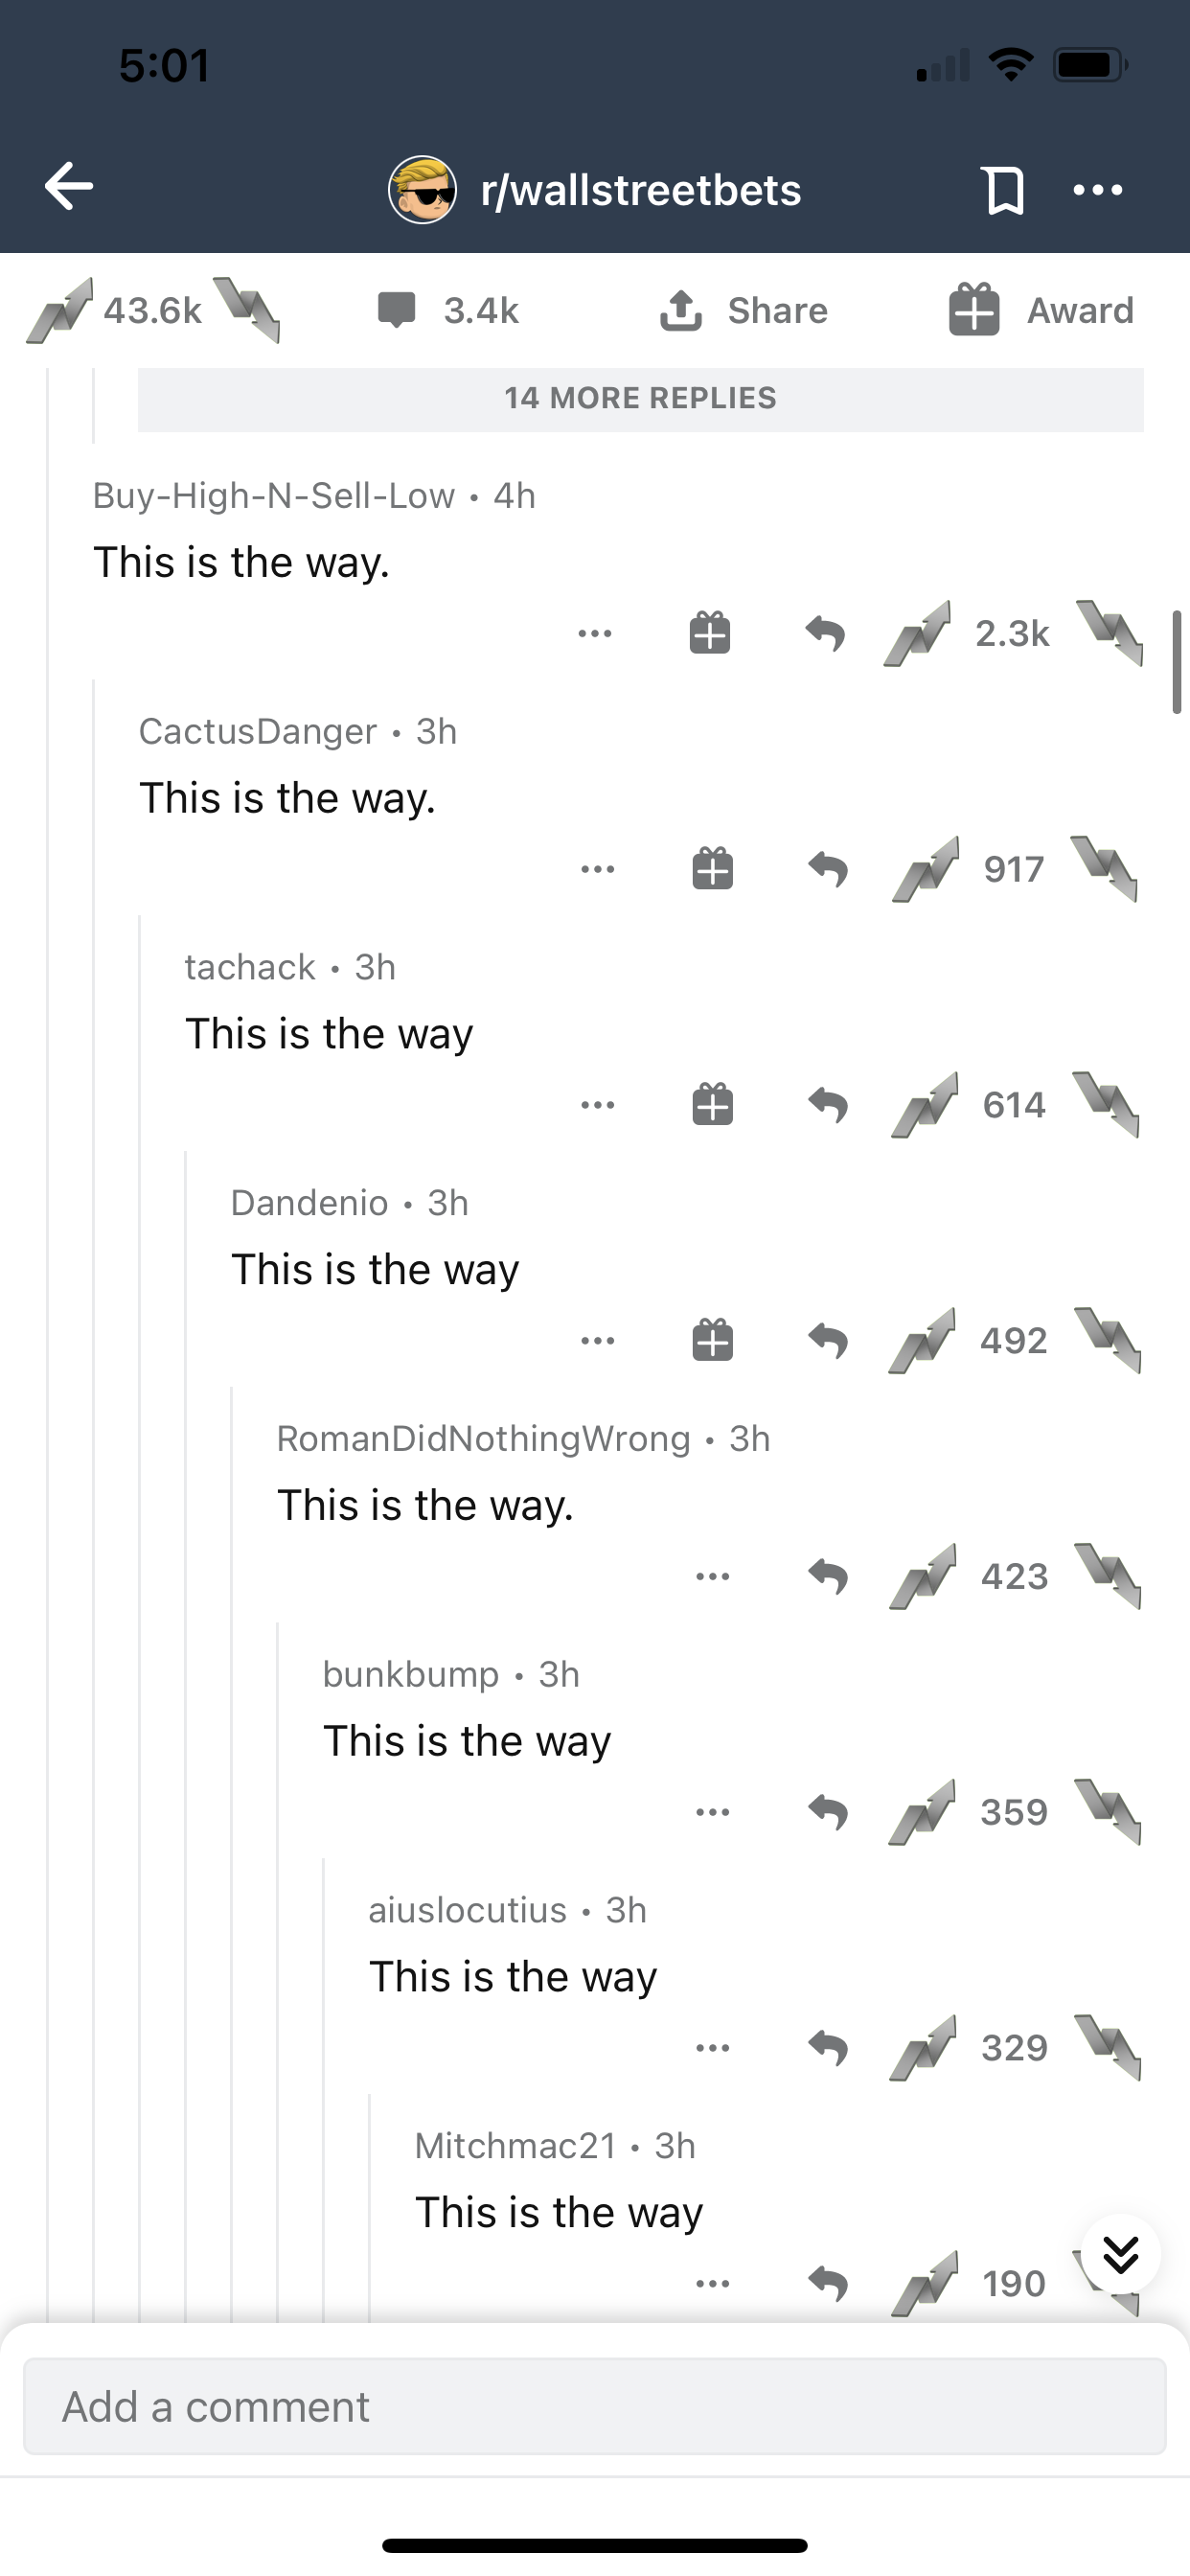 5:01
r/wallstreetbets
43.6k 3.4k Share Award
14 MORE REPLIES
Buy-High-N-Sell-Low • 4h
This is the way.
2.3k
CactusDanger • 3h
This is the way.
917
tachack • 3h
This is the way
614
Dandenio • 3h
This is the way
492
RomanDidNothingWrong • 3h
This is the way.
423
bunkbump • 3h
This is the way
359
aiuslocutius • 3h
This is the way
329
Mitchmac21 • 3h
This is the way
190
Add a comment